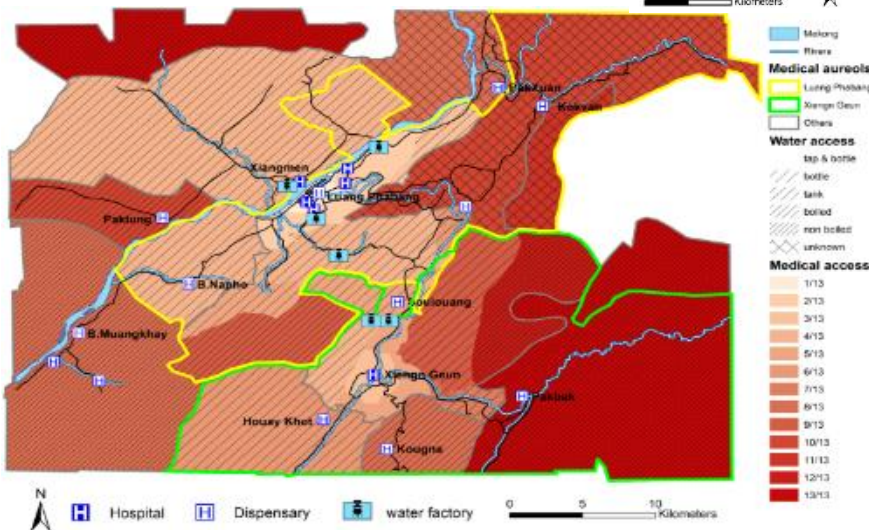 Kilometers
Mekong
Rivers
Medical aureols
Luang Phabang
Xiengn Geun
Others
Water access
tap & bottle
bottle
tank
boiled
non boiled
unknown
Medical access
1/13
2/13
3/13
4/13
5/13
6/13
7/13
8/13
9/13
10/13
11/13
12/13
13/13
PakXuan
Kokvan
Xiangmen
Luang Phabang
Paktung
B.Napho
B.Muangkhay
Xiengn Geun
Houay Khot
Kougna
N
Hospital
Dispensary
water factory
0 5 10
Kilometers